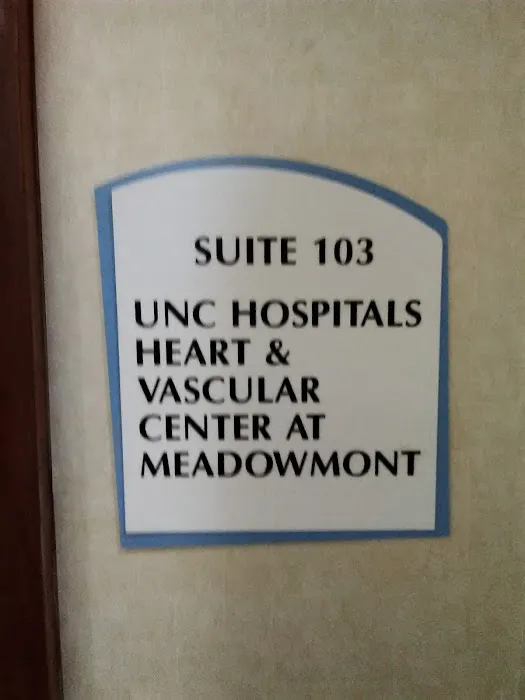 SUITE 103
UNC HOSPITALS
HEART &
VASCULAR
CENTER AT
MEADOWMONT